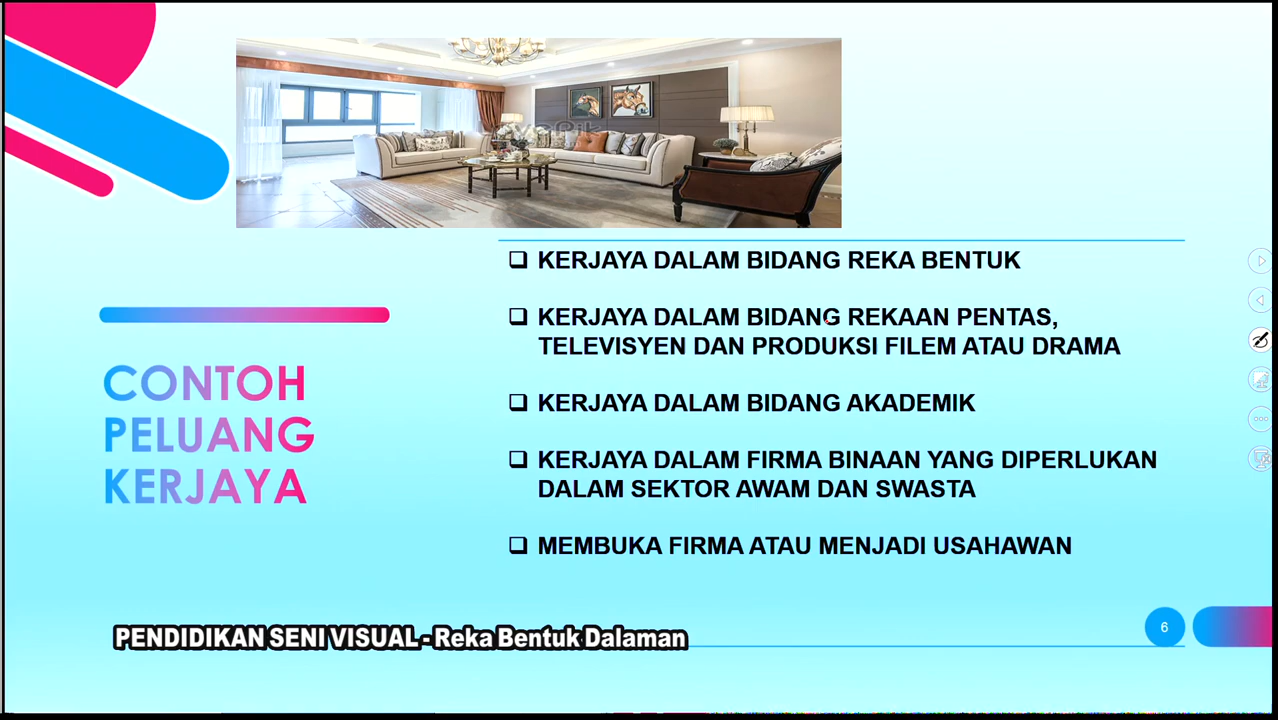 KERJAYA DALAM BIDANG REKA BENTUK
KERJAYA DALAM BIDANG REKAAN PENTAS,
TELEVISYEN DAN PRODUKSI FILEM ATAU DRAMA
CONTOH
PELUANG
KERJAYA
KERJAYA DALAM BIDANG AKADEMIK
KERJAYA DALAM FIRMA BINAAN YANG DIPERLUKAN
DALAM SEKTOR AWAM DAN SWASTA
MEMBUKA FIRMA ATAU MENJADI USAHAWAN
PENDIDIKAN SENI VISUAL - Reka Bentuk Dalaman
6